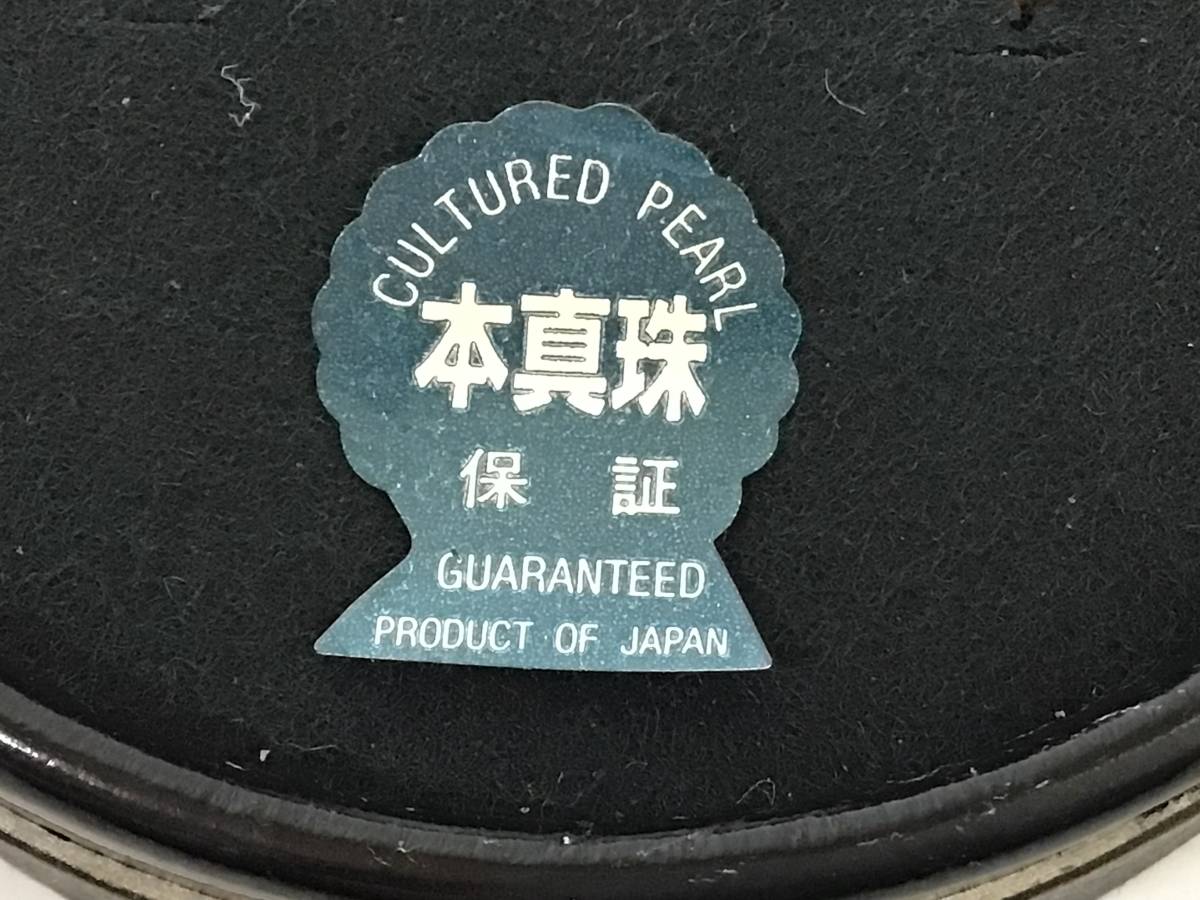 CULTURED PEARL
本真珠
保証
GUARANTEED
PRODUCT OF JAPAN